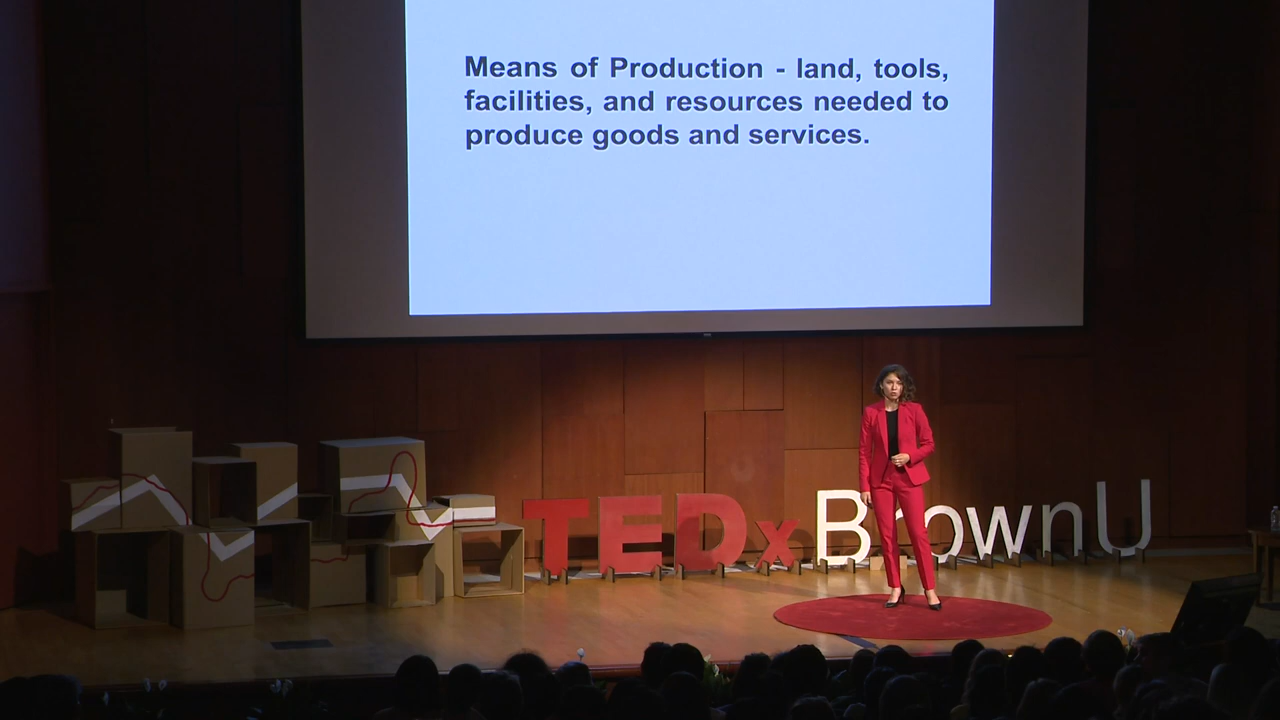 Means of Production - land, tools,
facilities, and resources needed to
produce goods and services.
TEDxBrownU